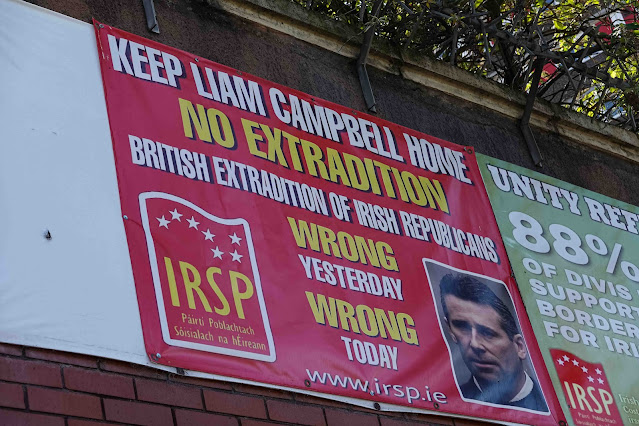 KEEP LIAM CAMPBELL HOME
NO EXTRADITION
BRITISH EXTRADITION OF IRISH REPUBLICANS
WRONG
YESTERDAY
WRONG
TODAY
IRSP
Páirtí Poblachtach
Sóisialach na hÉireann
www.irsp.ie
UNITY REF
88%
OF DIVIS
SUPPOR
BORDER
FOR IR
IRSP